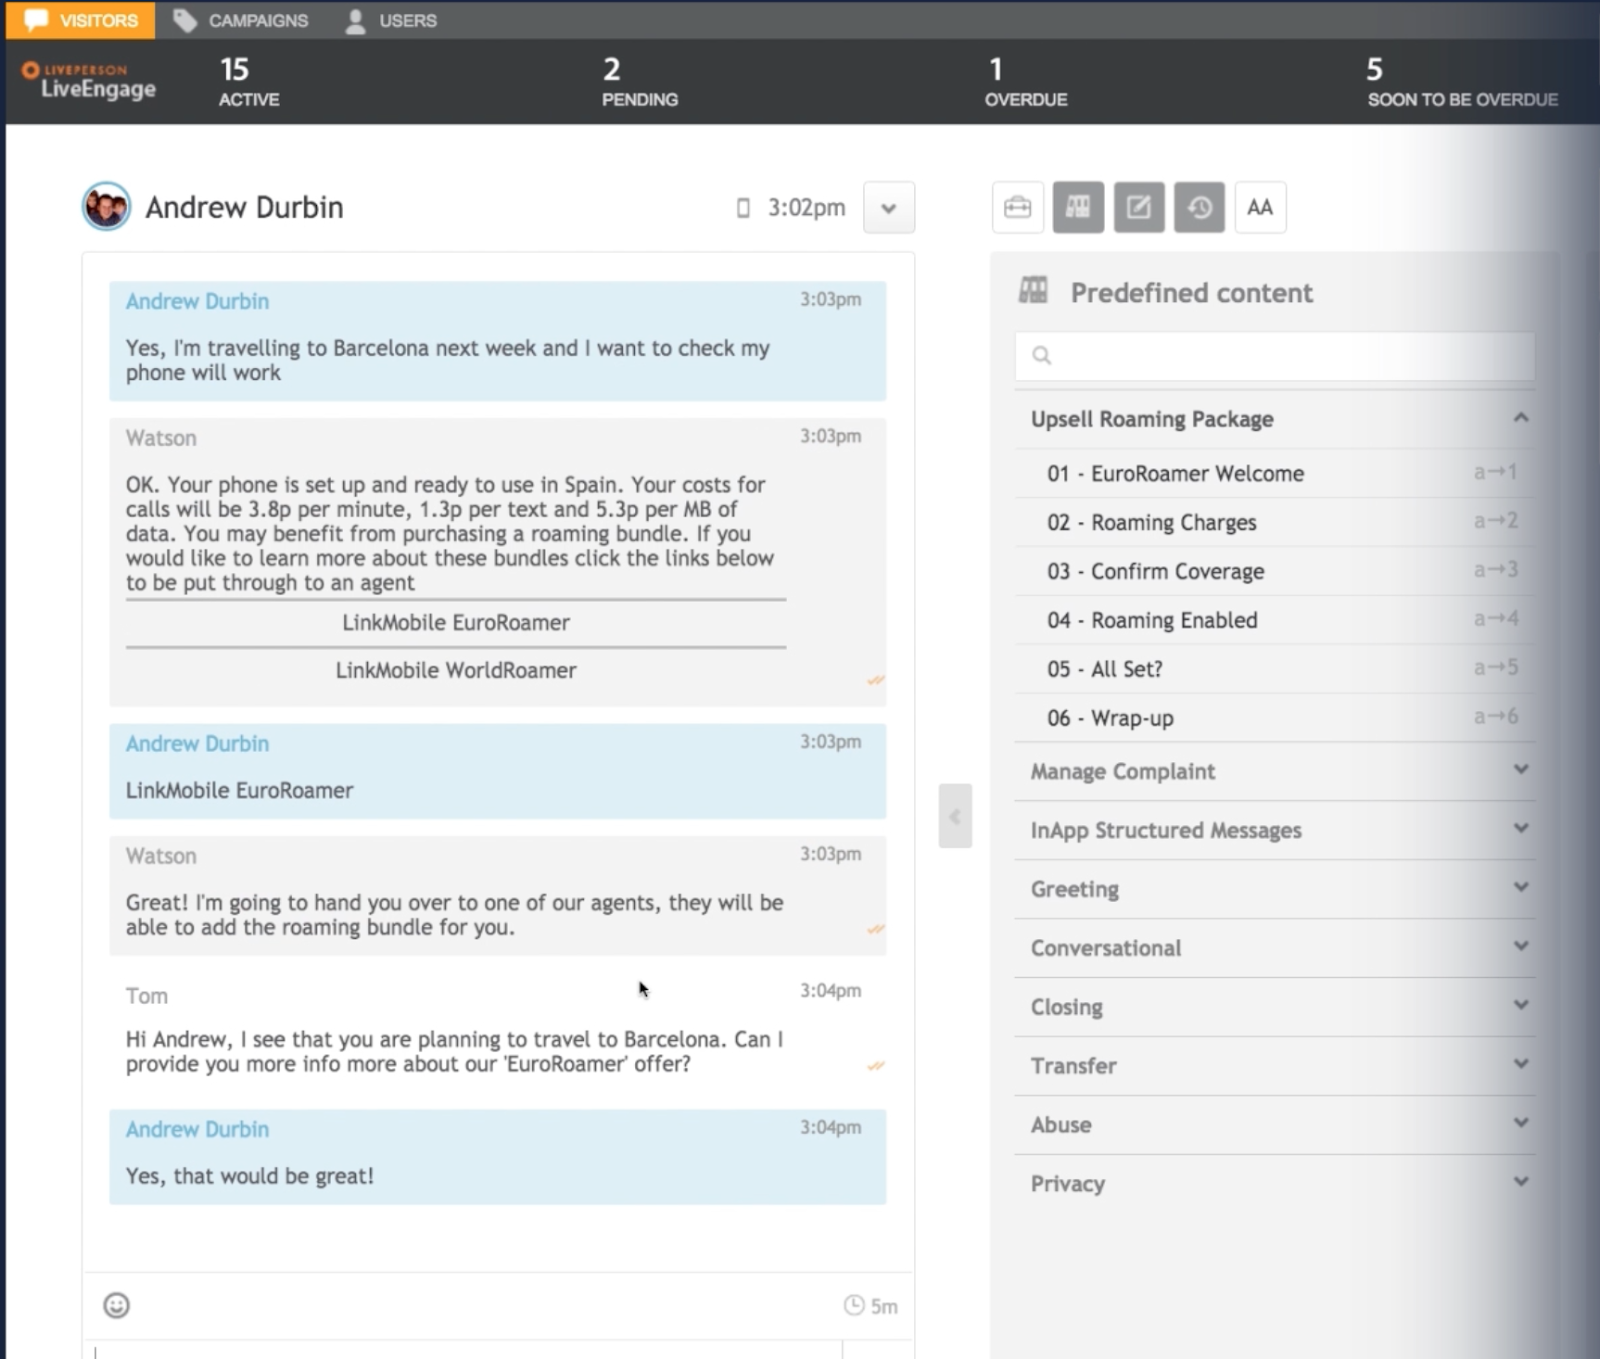 VISITORS CAMPAIGNS USERS
LIVEPERSON
LiveEngage
15
ACTIVE
2
PENDING
1
OVERDUE
5
SOON TO BE OVERDUE
Andrew Durbin
3:02pm
AA
Andrew Durbin 3:03pm
Yes, I'm travelling to Barcelona next week and I want to check my
phone will work
Watson 3:03pm
OK. Your phone is set up and ready to use in Spain. Your costs for
calls will be 3.8p per minute, 1.3p per text and 5.3p per MB of
data. You may benefit from purchasing a roaming bundle. If you
would like to learn more about these bundles click the links below
to be put through to an agent
LinkMobile EuroRoamer
LinkMobile WorldRoamer
Andrew Durbin 3:03pm
LinkMobile EuroRoamer
Watson 3:03pm
Great! I'm going to hand you over to one of our agents, they will be
able to add the roaming bundle for you.
Tom 3:04pm
Hi Andrew, I see that you are planning to travel to Barcelona. Can I
provide you more info more about our 'EuroRoamer' offer?
Andrew Durbin 3:04pm
Yes, that would be great!
5m
Predefined content
Upsell Roaming Package
01 - EuroRoamer Welcome a→1
02 - Roaming Charges a→2
03 - Confirm Coverage a→3
04 - Roaming Enabled a→4
05 - All Set? a→5
06 - Wrap-up a→6
Manage Complaint
InApp Structured Messages
Greeting
Conversational
Closing
Transfer
Abuse
Privacy